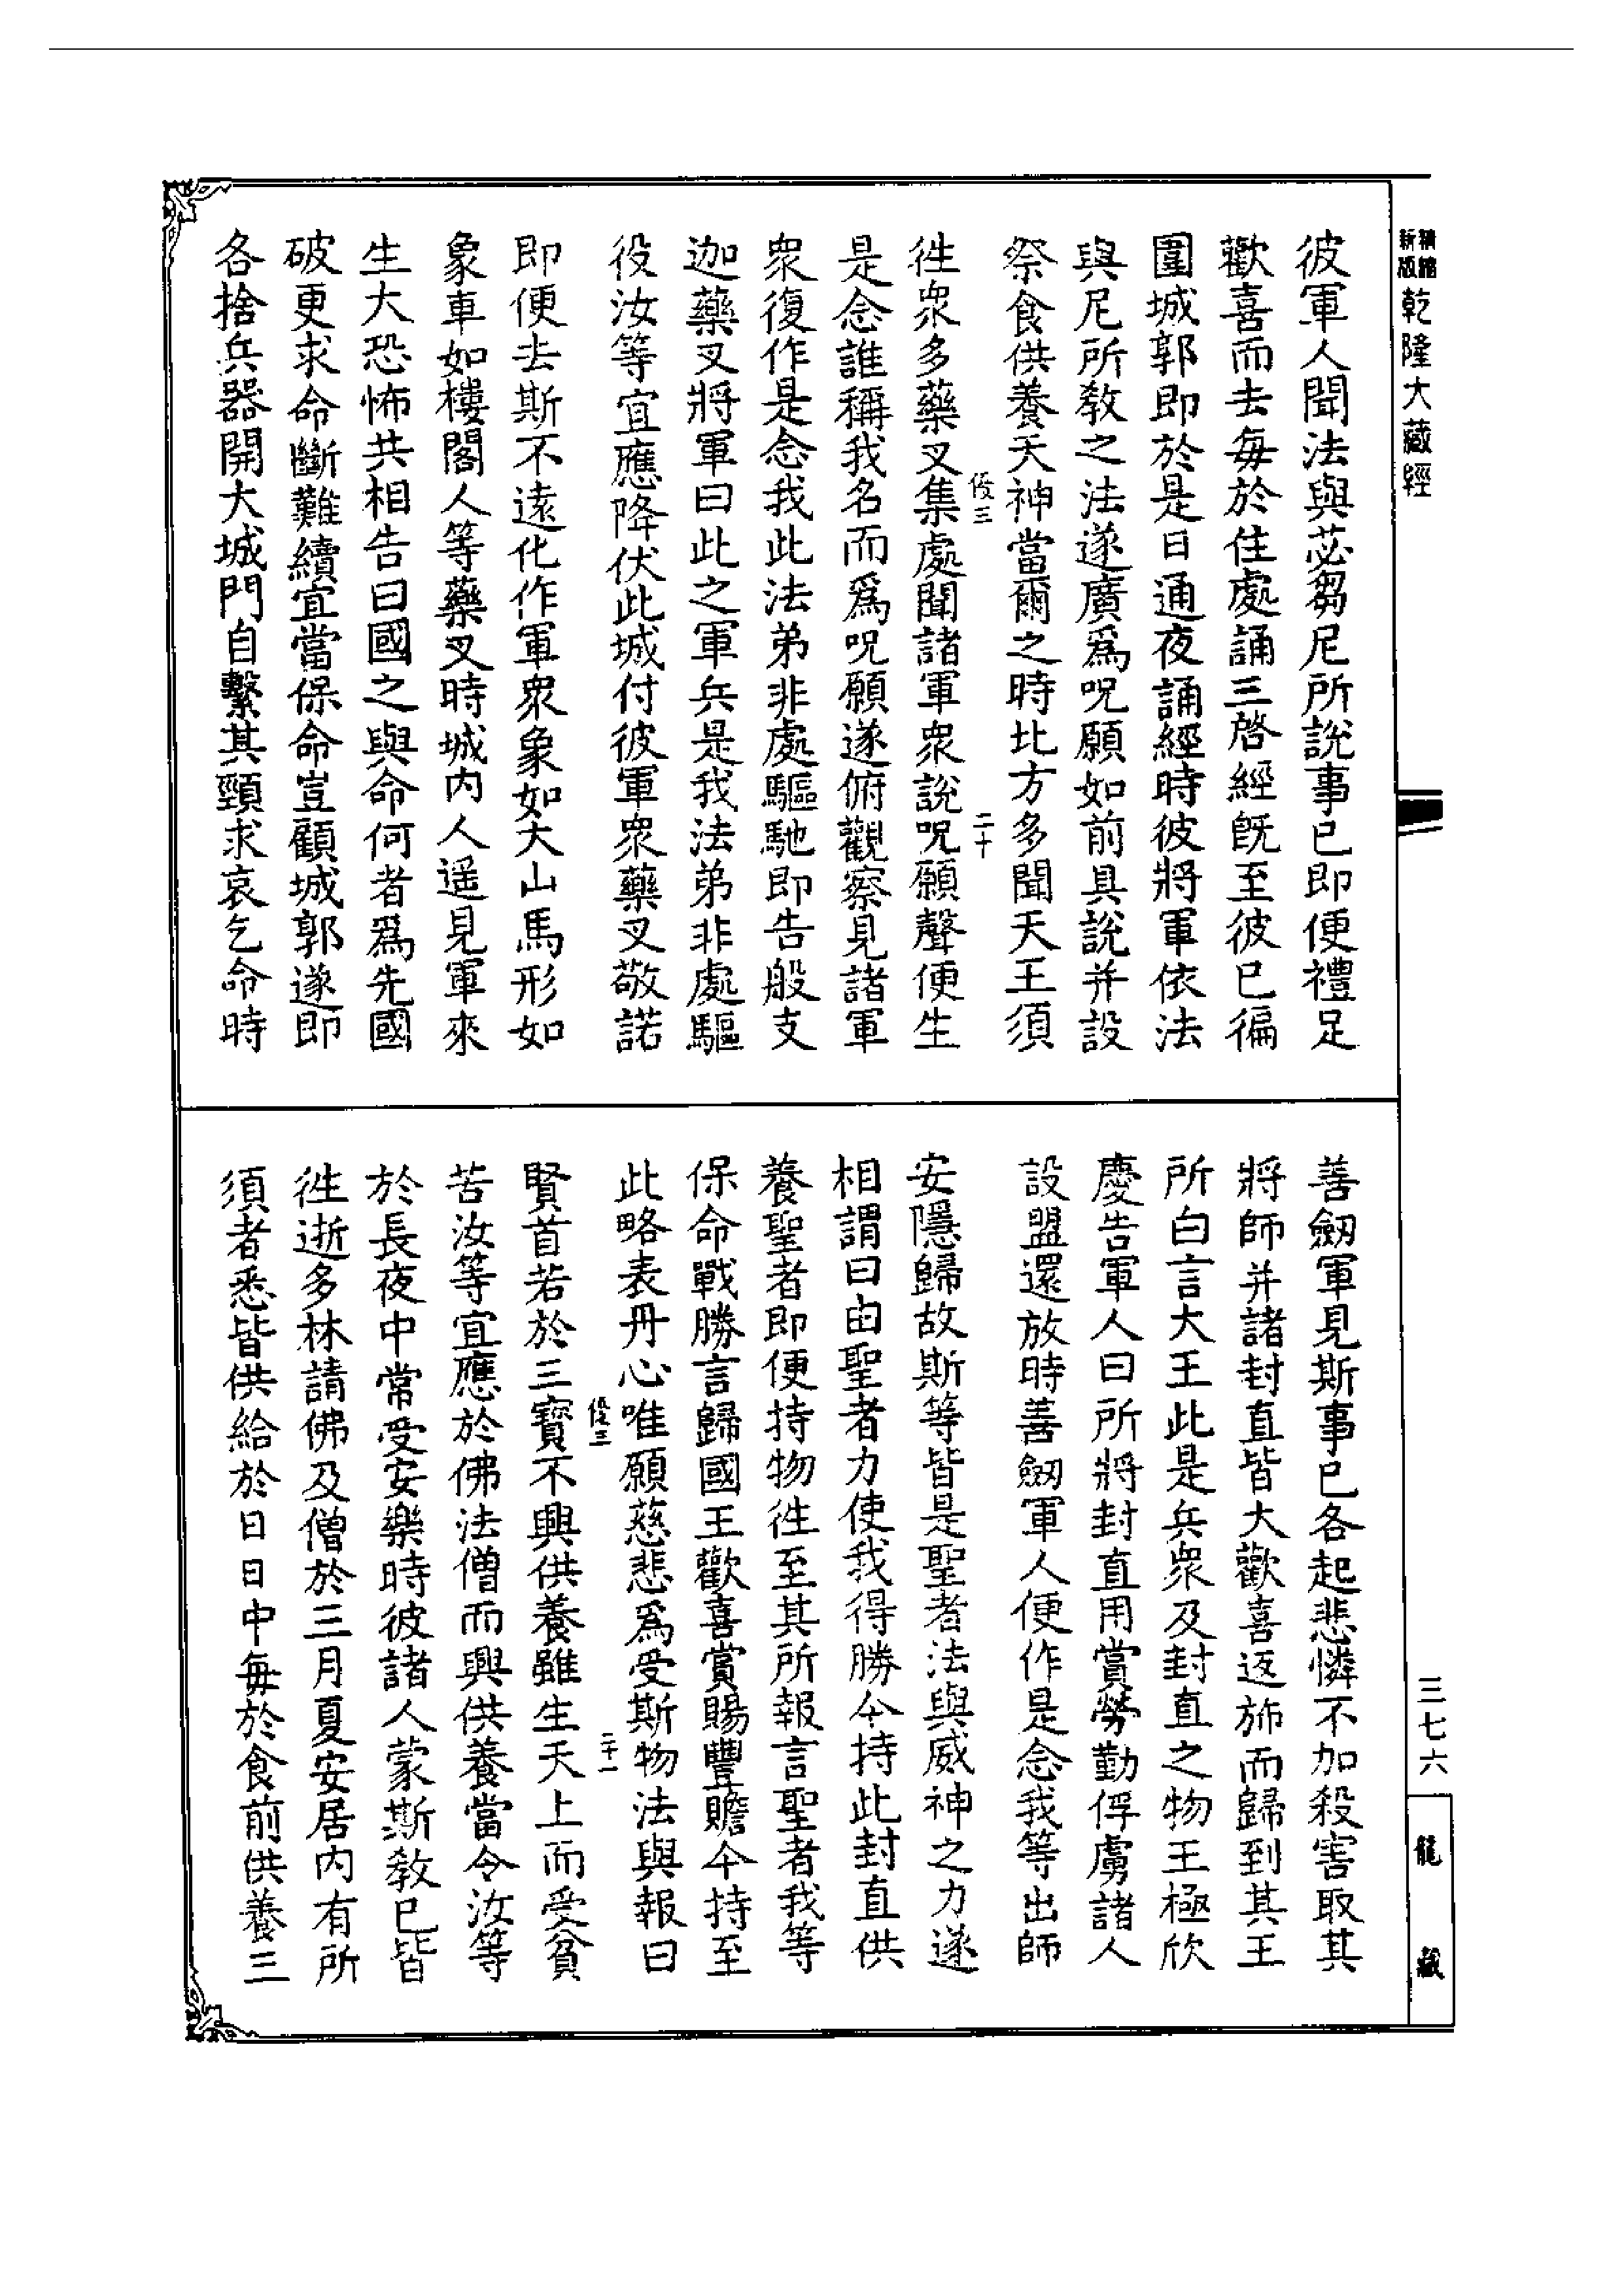 精縮新版乾隆大藏經
彼軍人聞法與苾芻尼所說事已即便禮足
歡喜而去每於住處誦三啓經旣至彼已徧
圍城郭即於是日通夜誦經時彼將軍依法
與尼所敎之法遂廣爲呪願如前具說并設
祭食供養天神當爾之時北方多聞天王須
俊三 二十
徃衆多藥叉集處聞諸軍衆說呪願聲便生
是念誰稱我名而爲呪願遂俯觀察見諸軍
衆復作是念我此法弟非處驅馳即告般支
迦藥叉將軍曰此之軍兵是我法弟非處驅
役汝等宜應降伏此城付彼軍衆藥叉敬諾
即便去斯不遠化作軍衆象如大山馬形如
象車如樓閣人等藥叉時城內人遥見軍來
生大恐怖共相告曰國之與命何者爲先國
破更求命斷難續宜當保命豈顧城郭遂即
各捨兵器開大城門自繫其頸求哀乞命時
善劒軍見斯事已各起悲憐不加殺害取其
將師并諸封直皆大歡喜返斾而歸到其王
所白言大王此是兵衆及封直之物王極欣
慶告軍人曰所將封直用賞勞勤俘虜諸人
設盟還放時善劒軍人便作是念我等出師
安隱歸故斯等皆是聖者法與威神之力遂
相謂曰由聖者力使我得勝今持此封直供
養聖者即便持物徃至其所報言聖者我等
保命戰勝言歸國王歡喜賞賜豐贍今持至
此略表丹心唯願慈悲爲受斯物法與報曰
俊三 二十一
賢首若於三寶不興供養雖生天上而受貧
苦汝等宜應於佛法僧而興供養當令汝等
於長夜中常受安樂時彼諸人蒙斯敎已皆
徃逝多林請佛及僧於三月夏安居內有所
須者悉皆供給於日日中每於食前供養三
三七六
龍藏